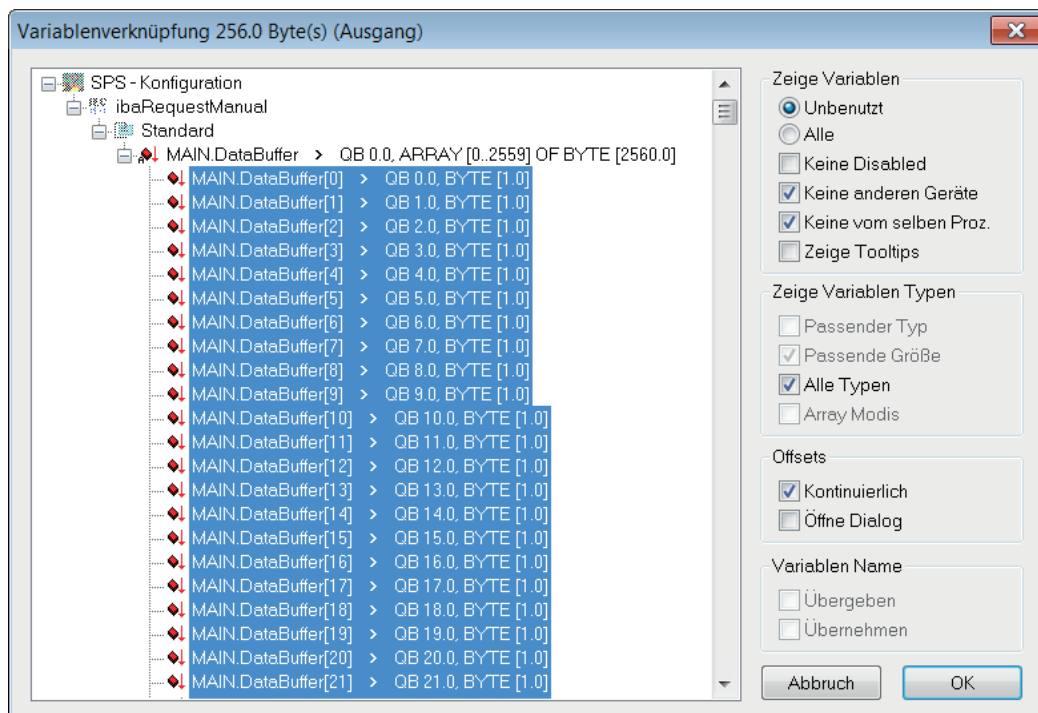 Variablenverknüpfung 256.0 Byte(s) (Ausgang)
SPS - Konfiguration
ibaRequestManual
Standard
MAIN.DataBuffer > QB 0.0, ARRAY [0..2559] OF BYTE [2560.0]
MAIN.DataBuffer[0] > QB 0.0, BYTE [1.0]
MAIN.DataBuffer[1] > QB 1.0, BYTE [1.0]
MAIN.DataBuffer[2] > QB 2.0, BYTE [1.0]
MAIN.DataBuffer[3] > QB 3.0, BYTE [1.0]
MAIN.DataBuffer[4] > QB 4.0, BYTE [1.0]
MAIN.DataBuffer[5] > QB 5.0, BYTE [1.0]
MAIN.DataBuffer[6] > QB 6.0, BYTE [1.0]
MAIN.DataBuffer[7] > QB 7.0, BYTE [1.0]
MAIN.DataBuffer[8] > QB 8.0, BYTE [1.0]
MAIN.DataBuffer[9] > QB 9.0, BYTE [1.0]
MAIN.DataBuffer[10] > QB 10.0, BYTE [1.0]
MAIN.DataBuffer[11] > QB 11.0, BYTE [1.0]
MAIN.DataBuffer[12] > QB 12.0, BYTE [1.0]
MAIN.DataBuffer[13] > QB 13.0, BYTE [1.0]
MAIN.DataBuffer[14] > QB 14.0, BYTE [1.0]
MAIN.DataBuffer[15] > QB 15.0, BYTE [1.0]
MAIN.DataBuffer[16] > QB 16.0, BYTE [1.0]
MAIN.DataBuffer[17] > QB 17.0, BYTE [1.0]
MAIN.DataBuffer[18] > QB 18.0, BYTE [1.0]
MAIN.DataBuffer[19] > QB 19.0, BYTE [1.0]
MAIN.DataBuffer[20] > QB 20.0, BYTE [1.0]
MAIN.DataBuffer[21] > QB 21.0, BYTE [1.0]
Zeige Variablen
Unbenutzt
Alle
Keine Disabled
Keine anderen Geräte
Keine vom selben Proz.
Zeige Tooltips
Zeige Variablen Typen
Passender Typ
Passende Größe
Alle Typen
Array Modis
Offsets
Kontinuierlich
Öffne Dialog
Variablen Name
Übergeben
Übernehmen
Abbruch
OK